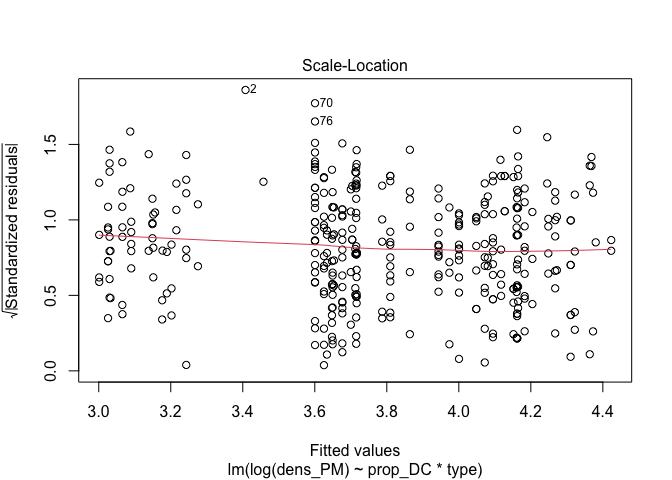 Scale-Location
2
70
76
√|Standardized residuals|
0.0
0.5
1.0
1.5
3.0 3.2 3.4 3.6 3.8 4.0 4.2 4.4
Fitted values
lm(log(dens_PM) ~ prop_DC * type)